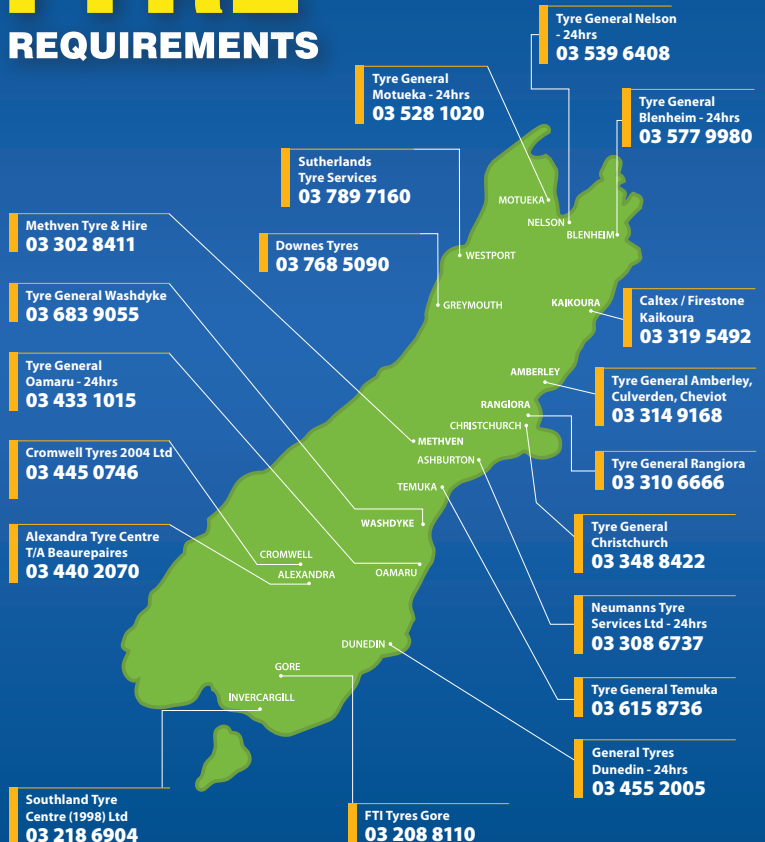 REQUIREMENTS
Tyre General Nelson
- 24hrs
03 539 6408
Tyre General
Motueka - 24hrs
03 528 1020
Tyre General
Blenheim - 24hrs
03 577 9980
Sutherlands
Tyre Services
03 789 7160
Methven Tyre & Hire
03 302 8411
Downes Tyres
03 768 5090
Tyre General Washdyke
03 683 9055
Caltex / Firestone
Kaikoura
03 319 5492
Tyre General
Oamaru - 24hrs
03 433 1015
Tyre General Amberley,
Culverden, Cheviot
03 314 9168
Cromwell Tyres 2004 Ltd
03 445 0746
Tyre General Rangiora
03 310 6666
Alexandra Tyre Centre
T/A Beaurepaires
03 440 2070
Tyre General
Christchurch
03 348 8422
Neumanns Tyre
Services Ltd - 24hrs
03 308 6737
Tyre General Temuka
03 615 8736
General Tyres
Dunedin - 24hrs
03 455 2005
Southland Tyre
Centre (1998) Ltd
03 218 6904
FTI Tyres Gore
03 208 8110
MOTUEKA
NELSON
BLENHEIM
WESTPORT
GREYMOUTH
KAIKOURA
AMBERLEY
RANGIORA
CHRISTCHURCH
METHVEN
ASHBURTON
TEMUKA
WASHDYKE
CROMWELL
ALEXANDRA
OAMARU
DUNEDIN
GORE
INVERCARGILL